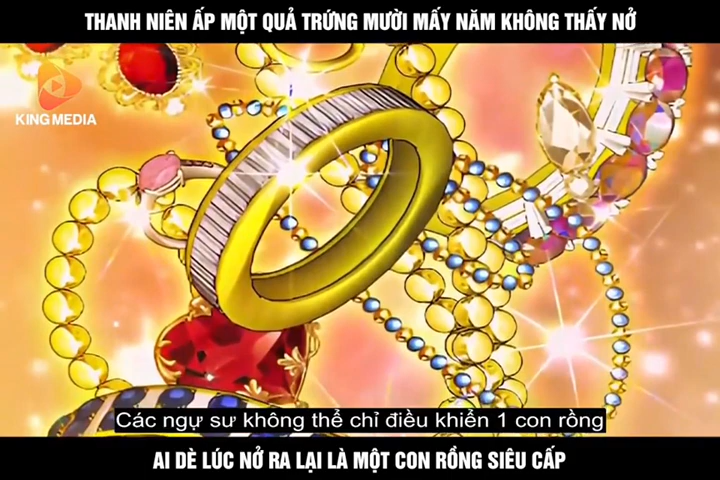 THANH NIÊN ẤP MỘT QUẢ TRỨNG MƯỜI MẤY NĂM KHÔNG THẤY NỞ
KING MEDIA
Các ngự sư không thể chỉ điều khiển 1 con rồng
AI DÈ LÚC NỞ RA LẠI LÀ MỘT CON RỒNG SIÊU CẤP